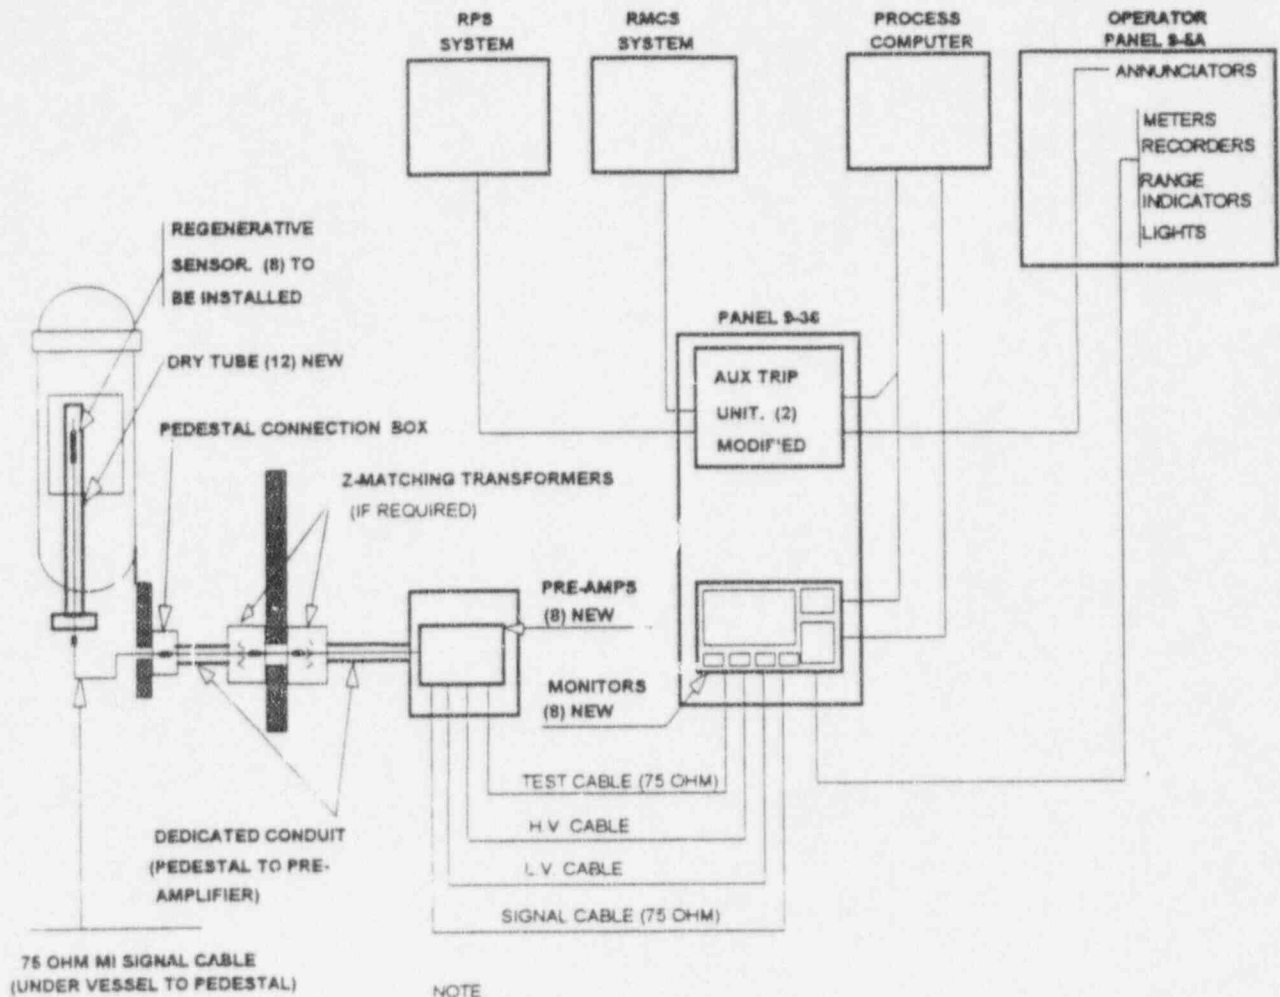 RPS
SYSTEM
RMCS
SYSTEM
PROCESS
COMPUTER
OPERATOR
PANEL 9-5A
ANNUNCIATORS
METERS
RECORDERS
RANGE
INDICATORS
LIGHTS
REGENERATIVE
SENSOR. (8) TO
BE INSTALLED
DRY TUBE (12) NEW
PEDESTAL CONNECTION BOX
Z-MATCHING TRANSFORMERS
(IF REQUIRED)
PANEL 9-36
AUX TRIP
UNIT. (2)
MODIFIED
PRE-AMPS
(8) NEW
MONITORS
(8) NEW
TEST CABLE (75 OHM)
H.V. CABLE
L.V. CABLE
SIGNAL CABLE (75 OHM)
DEDICATED CONDUIT
(PEDESTAL TO PRE-
AMPLIFIER)
75 OHM MI SIGNAL CABLE
(UNDER VESSEL TO PEDESTAL)
NOTE